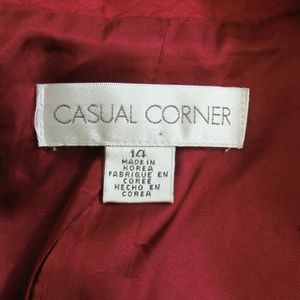 CASUAL CORNER
14
MADE IN
KOREA
FABRIQUE EN
COREE
HECHO EN
COREA